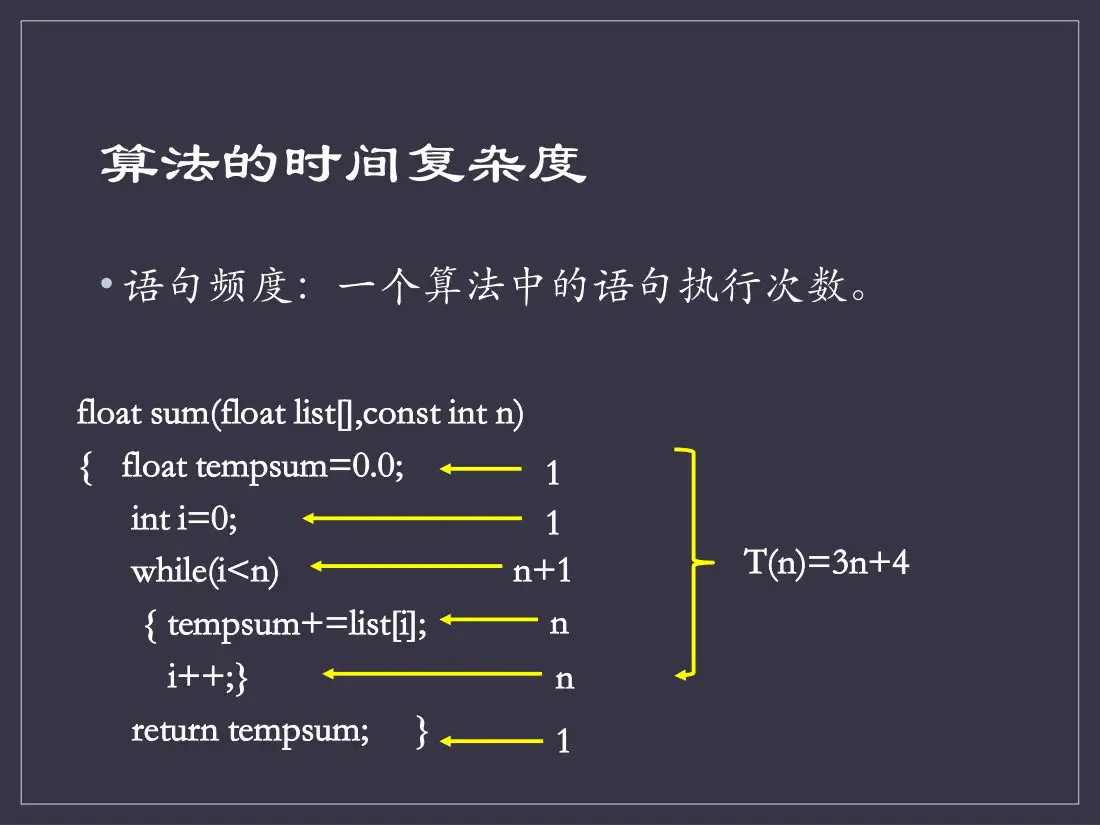 算法的时间复杂度
•语句频度：一个算法中的语句执行次数。
float sum(float list[],const int n)
{ float tempsum=0.0; 1
int i=0; 1
while(i<n) n+1
T(n)=3n+4
{ tempsum+=list[i]; n
i++;} n
return tempsum; } 1